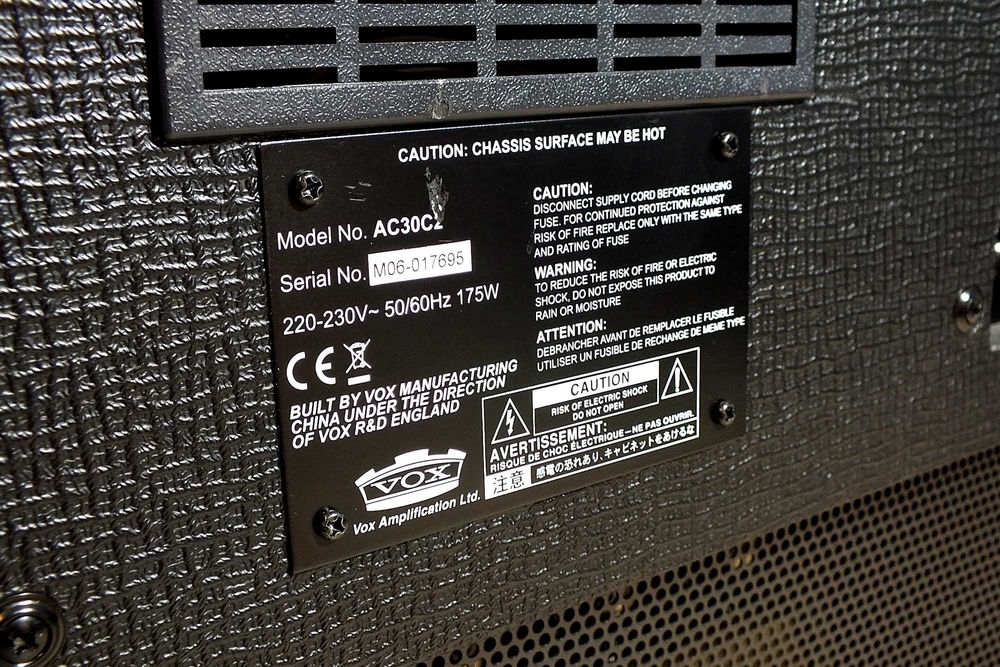 CAUTION: CHASSIS SURFACE MAY BE HOT
Model No. AC30C2
Serial No. M06-017695
220-230V~ 50/60Hz 175W
CE
BUILT BY VOX MANUFACTURING
CHINA UNDER THE DIRECTION
OF VOX R&D ENGLAND
VOX
Vox Amplification Ltd.
CAUTION:
DISCONNECT SUPPLY CORD BEFORE CHANGING
FUSE. FOR CONTINUED PROTECTION AGAINST
RISK OF FIRE REPLACE ONLY WITH THE SAME TYPE
AND RATING OF FUSE
WARNING:
TO REDUCE THE RISK OF FIRE OR ELECTRIC
SHOCK, DO NOT EXPOSE THIS PRODUCT TO
RAIN OR MOISTURE
ATTENTION:
DEBRANCHER AVANT DE REMPLACER LE FUSIBLE
UTILISER UN FUSIBLE DE RECHANGE DE MEME TYPE
CAUTION
RISK OF ELECTRIC SHOCK
DO NOT OPEN
AVERTISSEMENT:
RISQUE DE CHOC ÉLECTRIQUE–NE PAS OUVRIR.
注意 感電の恐れあり、キャビネットをあけるな